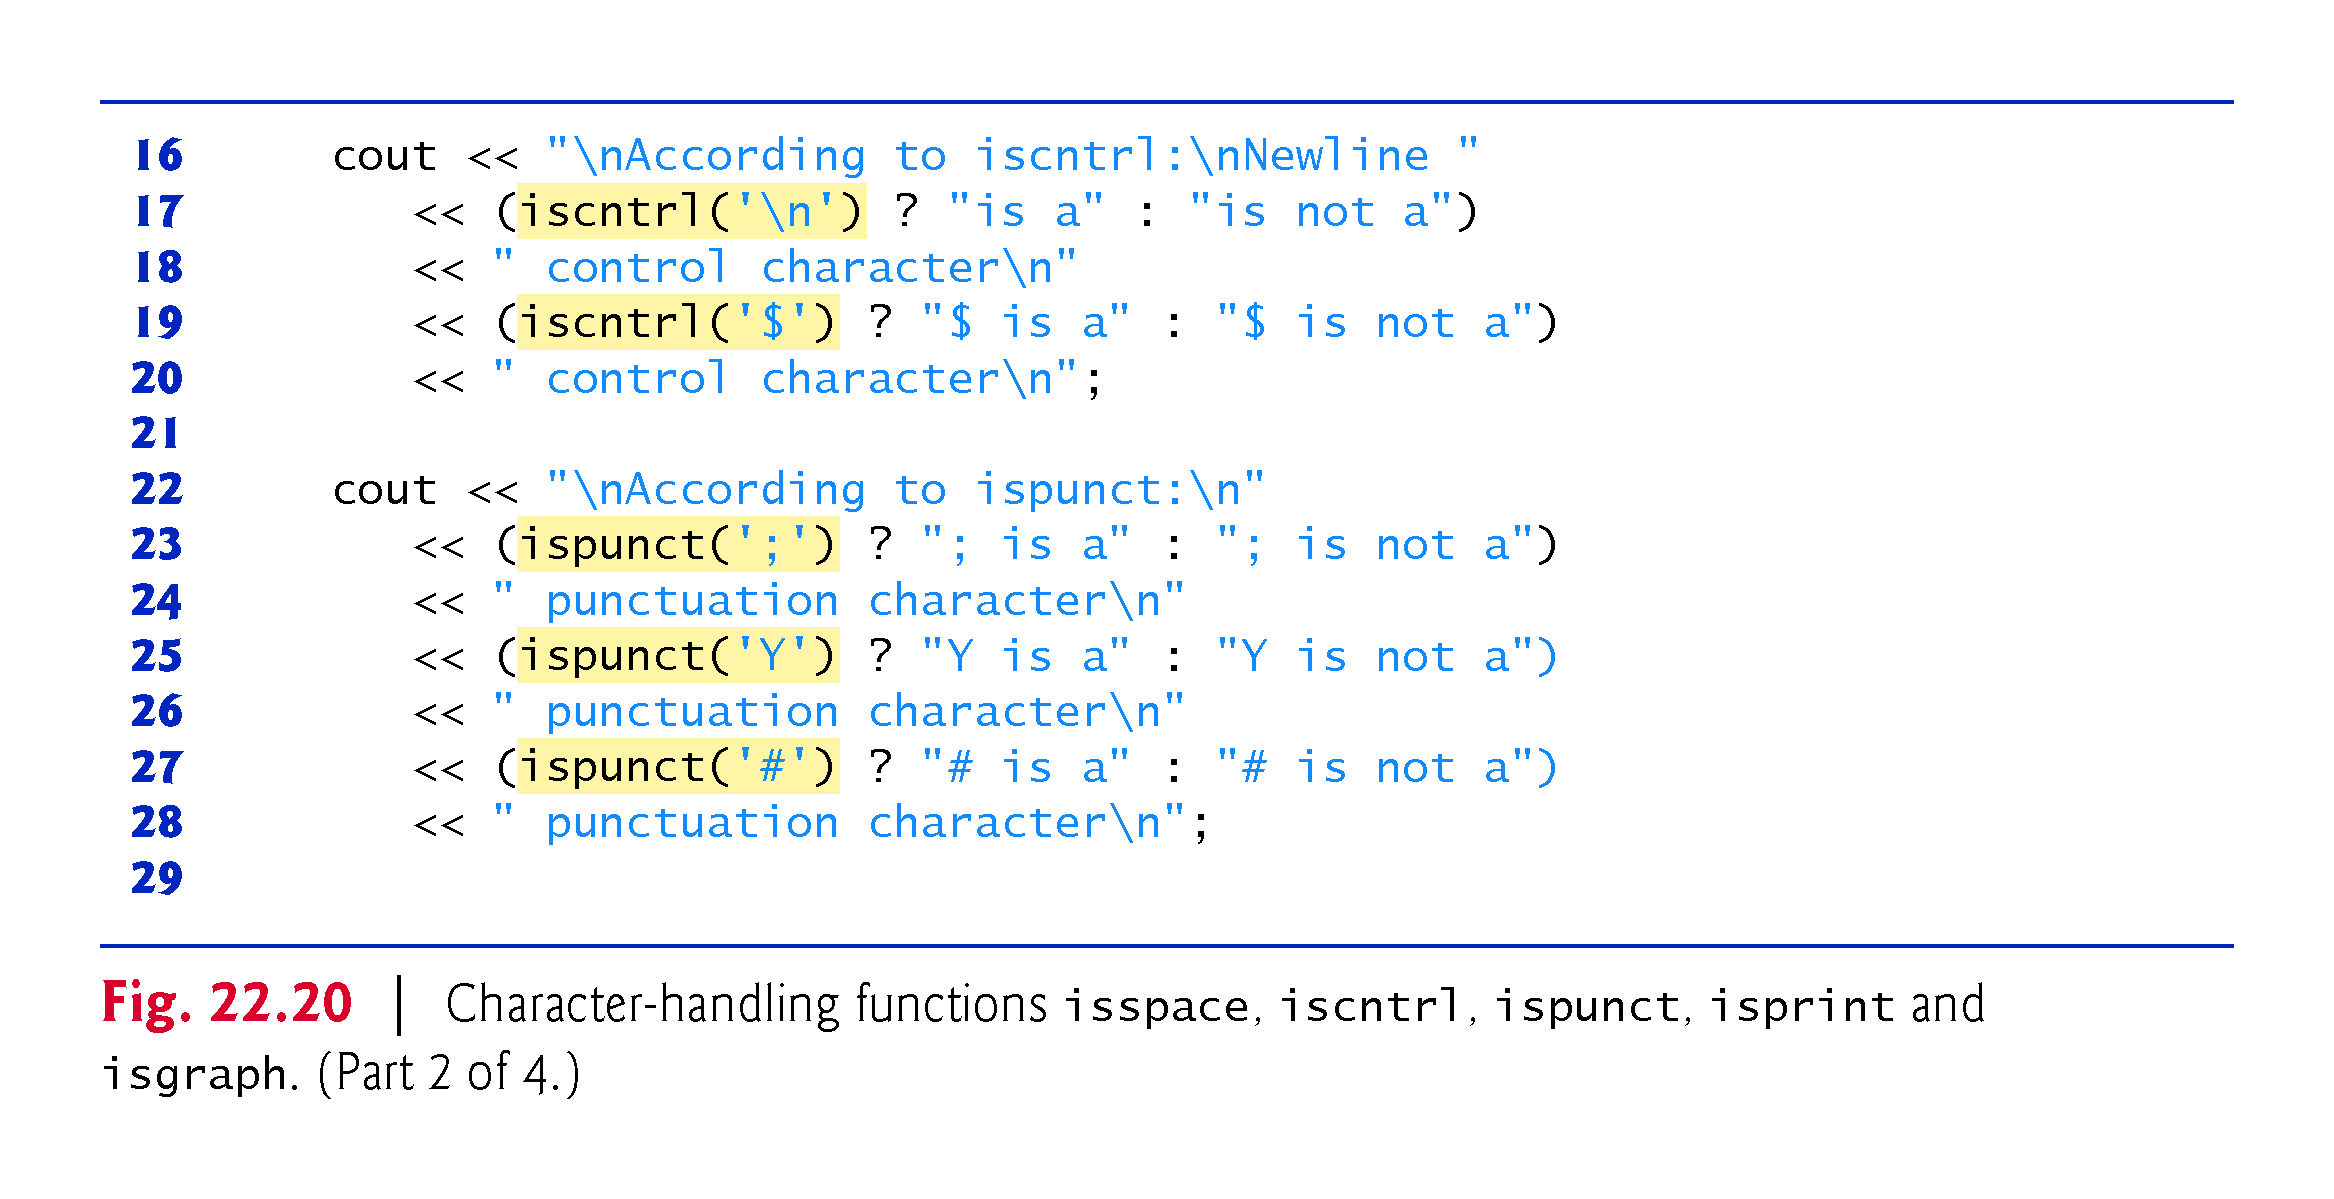 16 cout << "\nAccording to iscntrl:\nNewline "
17 << (iscntrl('\n') ? "is a" : "is not a")
18 << " control character\n"
19 << (iscntrl('$') ? "$ is a" : "$ is not a")
20 << " control character\n";
21
22 cout << "\nAccording to ispunct:\n"
23 << (ispunct(';') ? "; is a" : "; is not a")
24 << " punctuation character\n"
25 << (ispunct('Y') ? "Y is a" : "Y is not a")
26 << " punctuation character\n"
27 << (ispunct('#') ? "# is a" : "# is not a")
28 << " punctuation character\n";
29
Fig. 22.20 | Character-handling functions isspace, iscntrl, ispunct, isprint and
isgraph. (Part 2 of 4.)